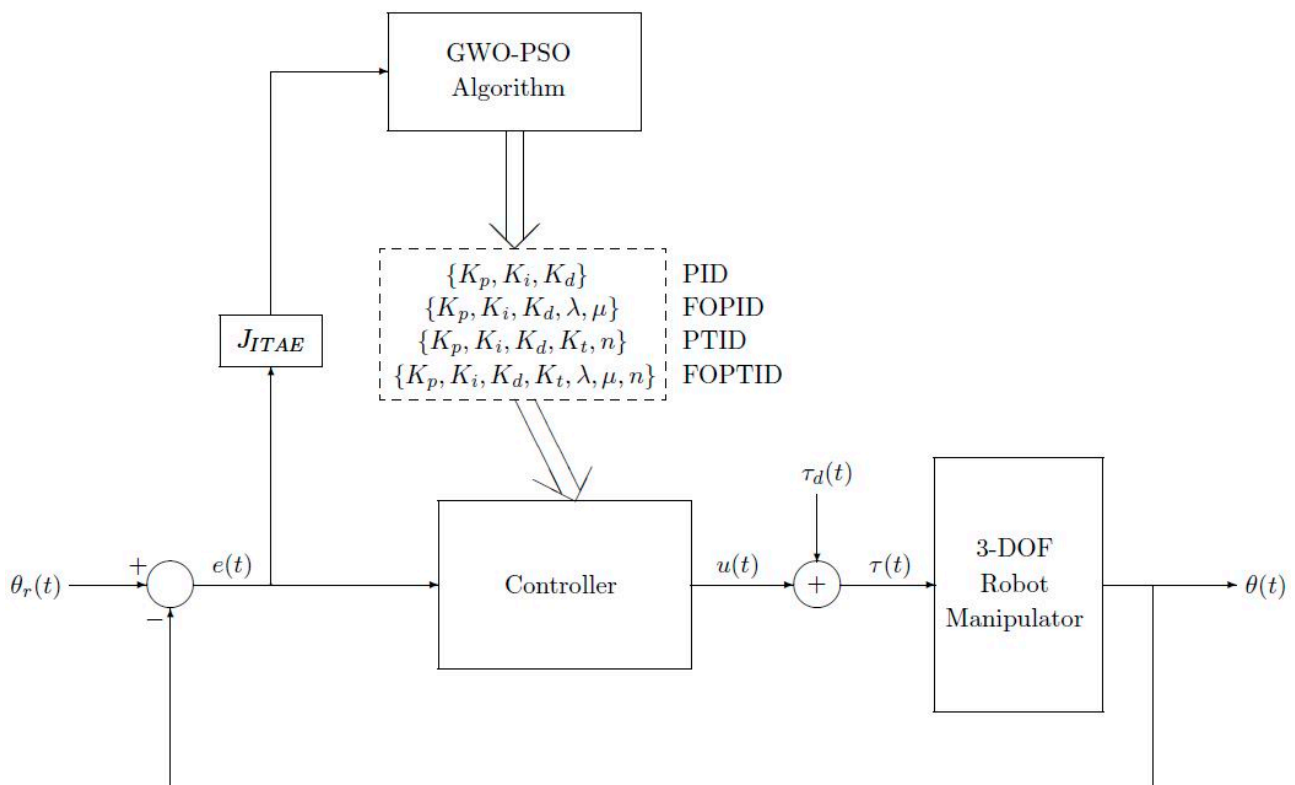 GWO-PSO
Algorithm
{K_p, K_i, K_d} PID
{K_p, K_i, K_d, λ, μ} FOPID
{K_p, K_i, K_d, K_t, n} PTID
{K_p, K_i, K_d, K_t, λ, μ, n} FOPTID
J_{ITAE}
τ_d(t)
θ_r(t)
+
−
e(t)
Controller
u(t)
+
τ(t)
3-DOF
Robot
Manipulator
θ(t)